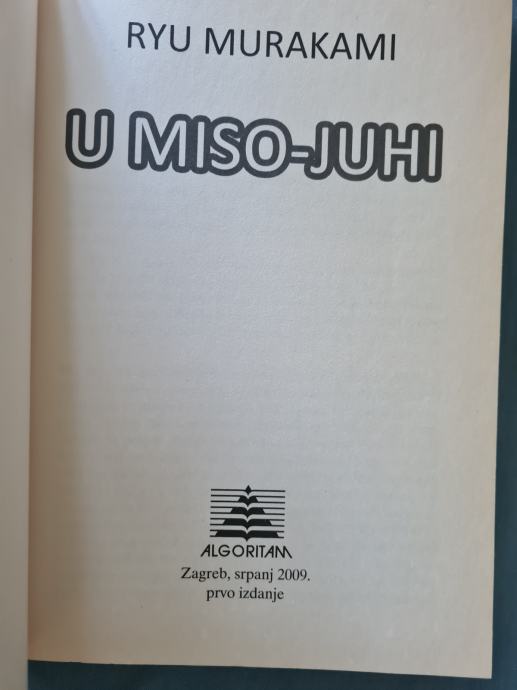 RYU MURAKAMI
U MISO-JUHI
ALGORITAM
Zagreb, srpanj 2009.
prvo izdanje